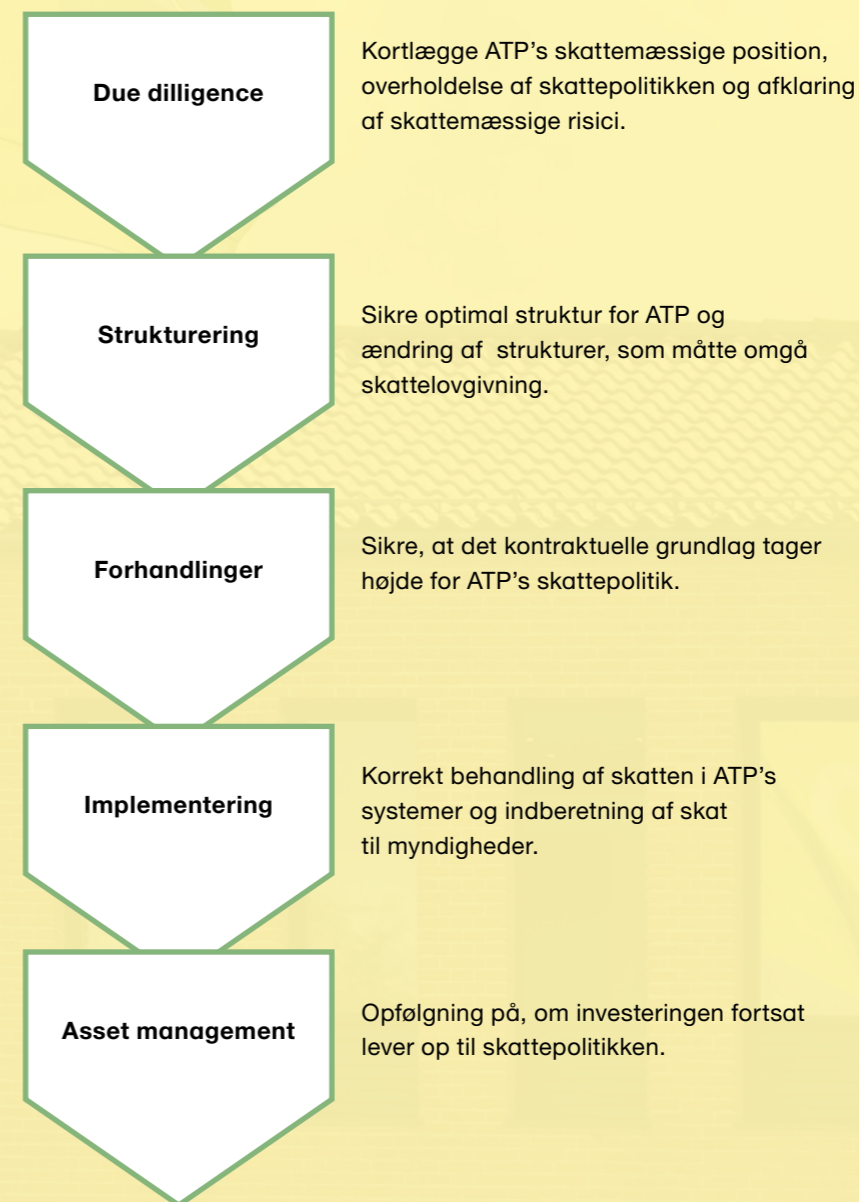 Due dilligence
Kortlægge ATP’s skattemæssige position,
overholdelse af skattepolitikken og afklaring
af skattemæssige risici.
Strukturering
Sikre optimal struktur for ATP og
ændring af  strukturer, som måtte omgå
skattelovgivning.
Forhandlinger
Sikre, at det kontraktuelle grundlag tager
højde for ATP’s skattepolitik.
Implementering
Korrekt behandling af skatten i ATP’s
systemer og indberetning af skat
til myndigheder.
Asset management
Opfølgning på, om investeringen fortsat
lever op til skattepolitikken.